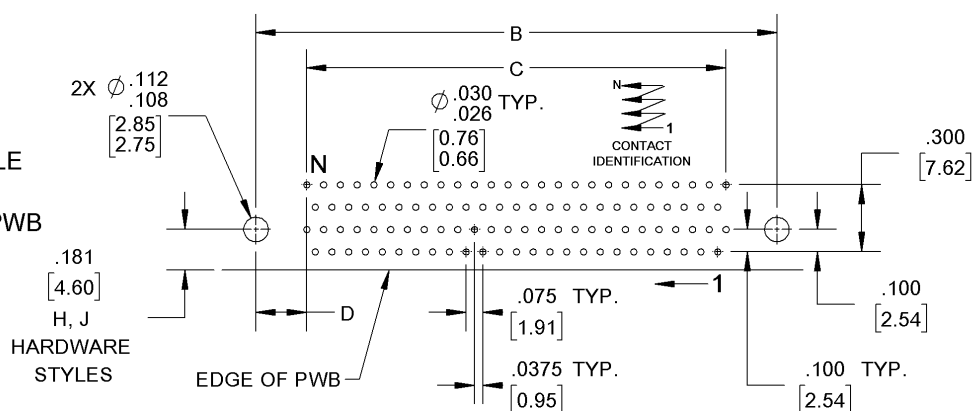 B
C
2X Ø .112
.108
[2.85]
[2.75]
Ø .030 TYP.
.026
[0.76]
[0.66]
N
1
CONTACT
IDENTIFICATION
.300
[7.62]
LE
N
PWB
.181
[4.60]
H, J
HARDWARE
STYLES
D
1
.075 TYP.
[1.91]
.100
[2.54]
EDGE OF PWB
.0375 TYP.
[0.95]
.100 TYP.
[2.54]